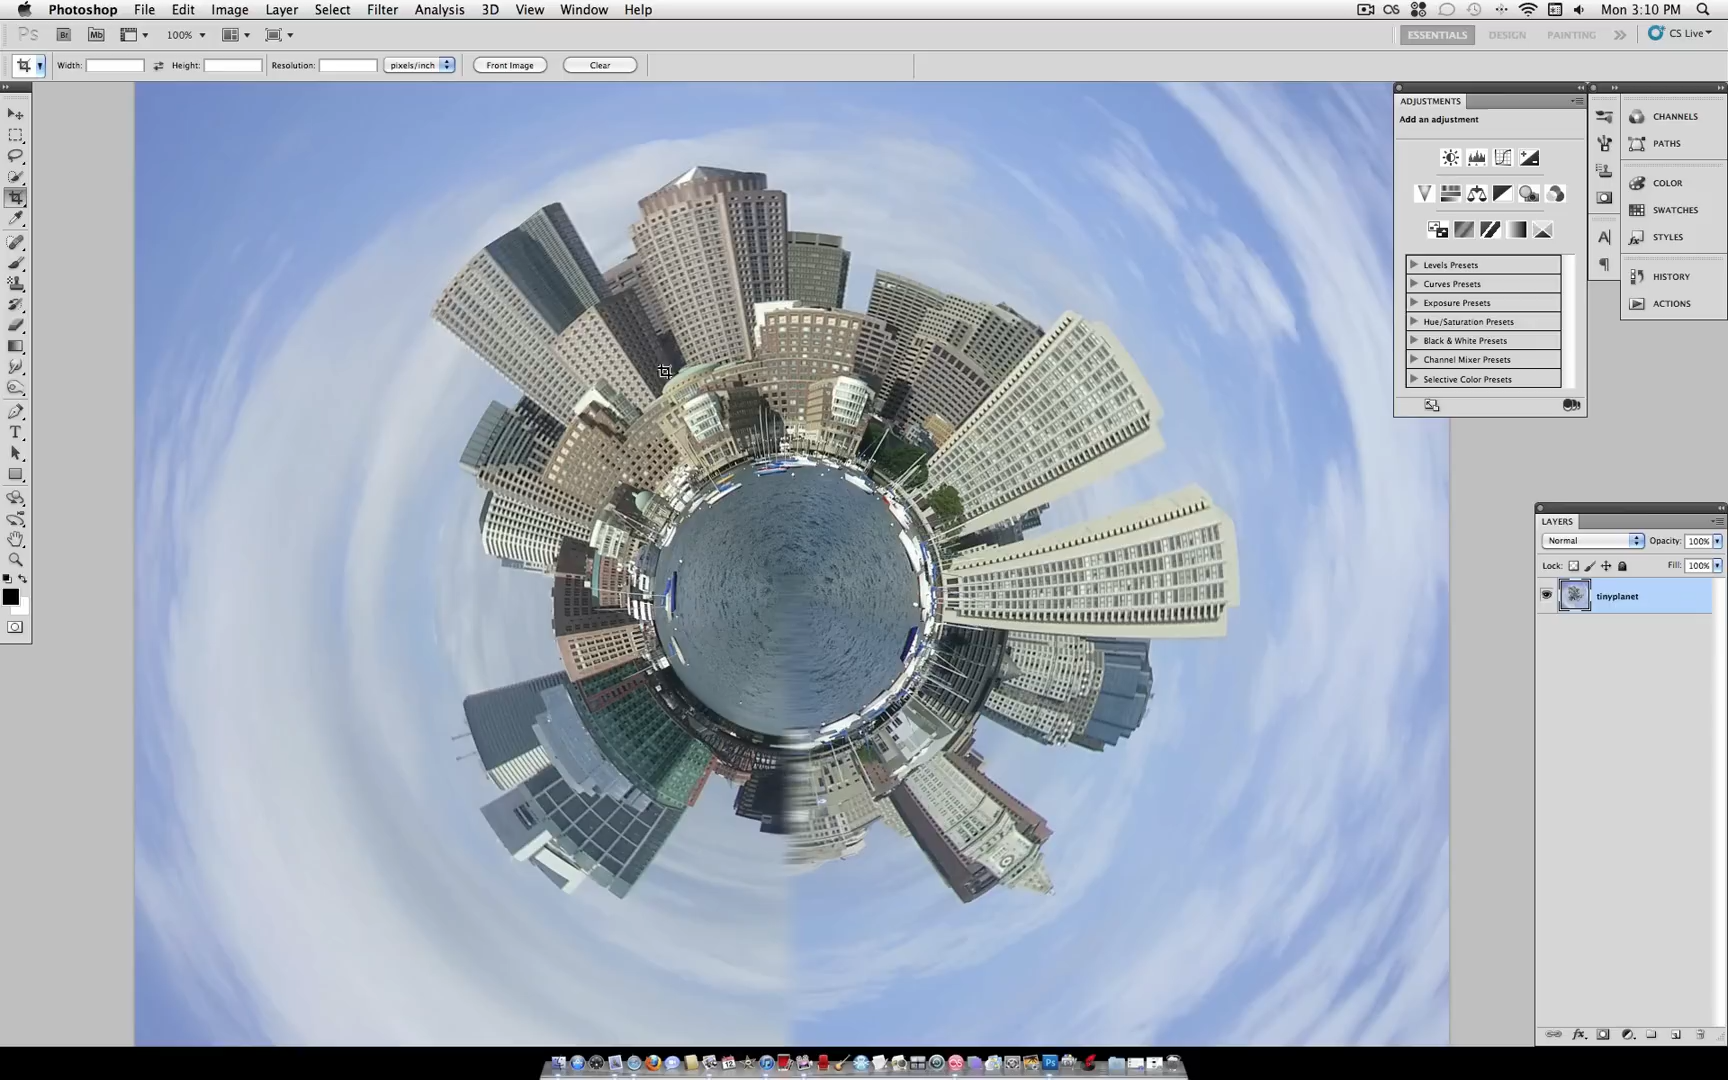 Photoshop File Edit Image Layer Select Filter Analysis 3D View Window Help Mon 3:10 PM
Ps Br Mb 100% ESSENTIALS DESIGN PAINTING CS Live
Width: Height: Resolution: pixels/inch Front Image Clear
ADJUSTMENTS
Add an adjustment
Levels Presets
Curves Presets
Exposure Presets
Hue/Saturation Presets
Black & White Presets
Channel Mixer Presets
Selective Color Presets
CHANNELS
PATHS
COLOR
SWATCHES
STYLES
HISTORY
ACTIONS
LAYERS
Normal Opacity: 100%
Lock: Fill: 100%
tinyplanet